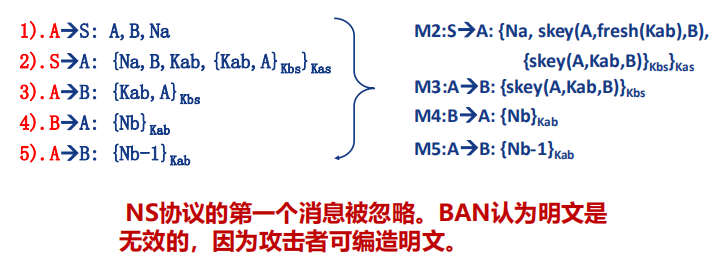 1).A→S: A,B,Na
2).S→A: {Na,B,Kab,{Kab,A}Kbs}Kas
3).A→B: {Kab,A}Kbs
4).B→A: {Nb}Kab
5).A→B: {Nb-1}Kab
M2:S→A: {Na, skey(A,fresh(Kab),B),
{skey(A,Kab,B)}Kbs}Kas
M3:A→B: {skey(A,Kab,B)}Kbs
M4:B→A: {Nb}Kab
M5:A→B: {Nb-1}Kab
NS协议的第一个消息被忽略。BAN认为明文是
无效的，因为攻击者可编造明文。